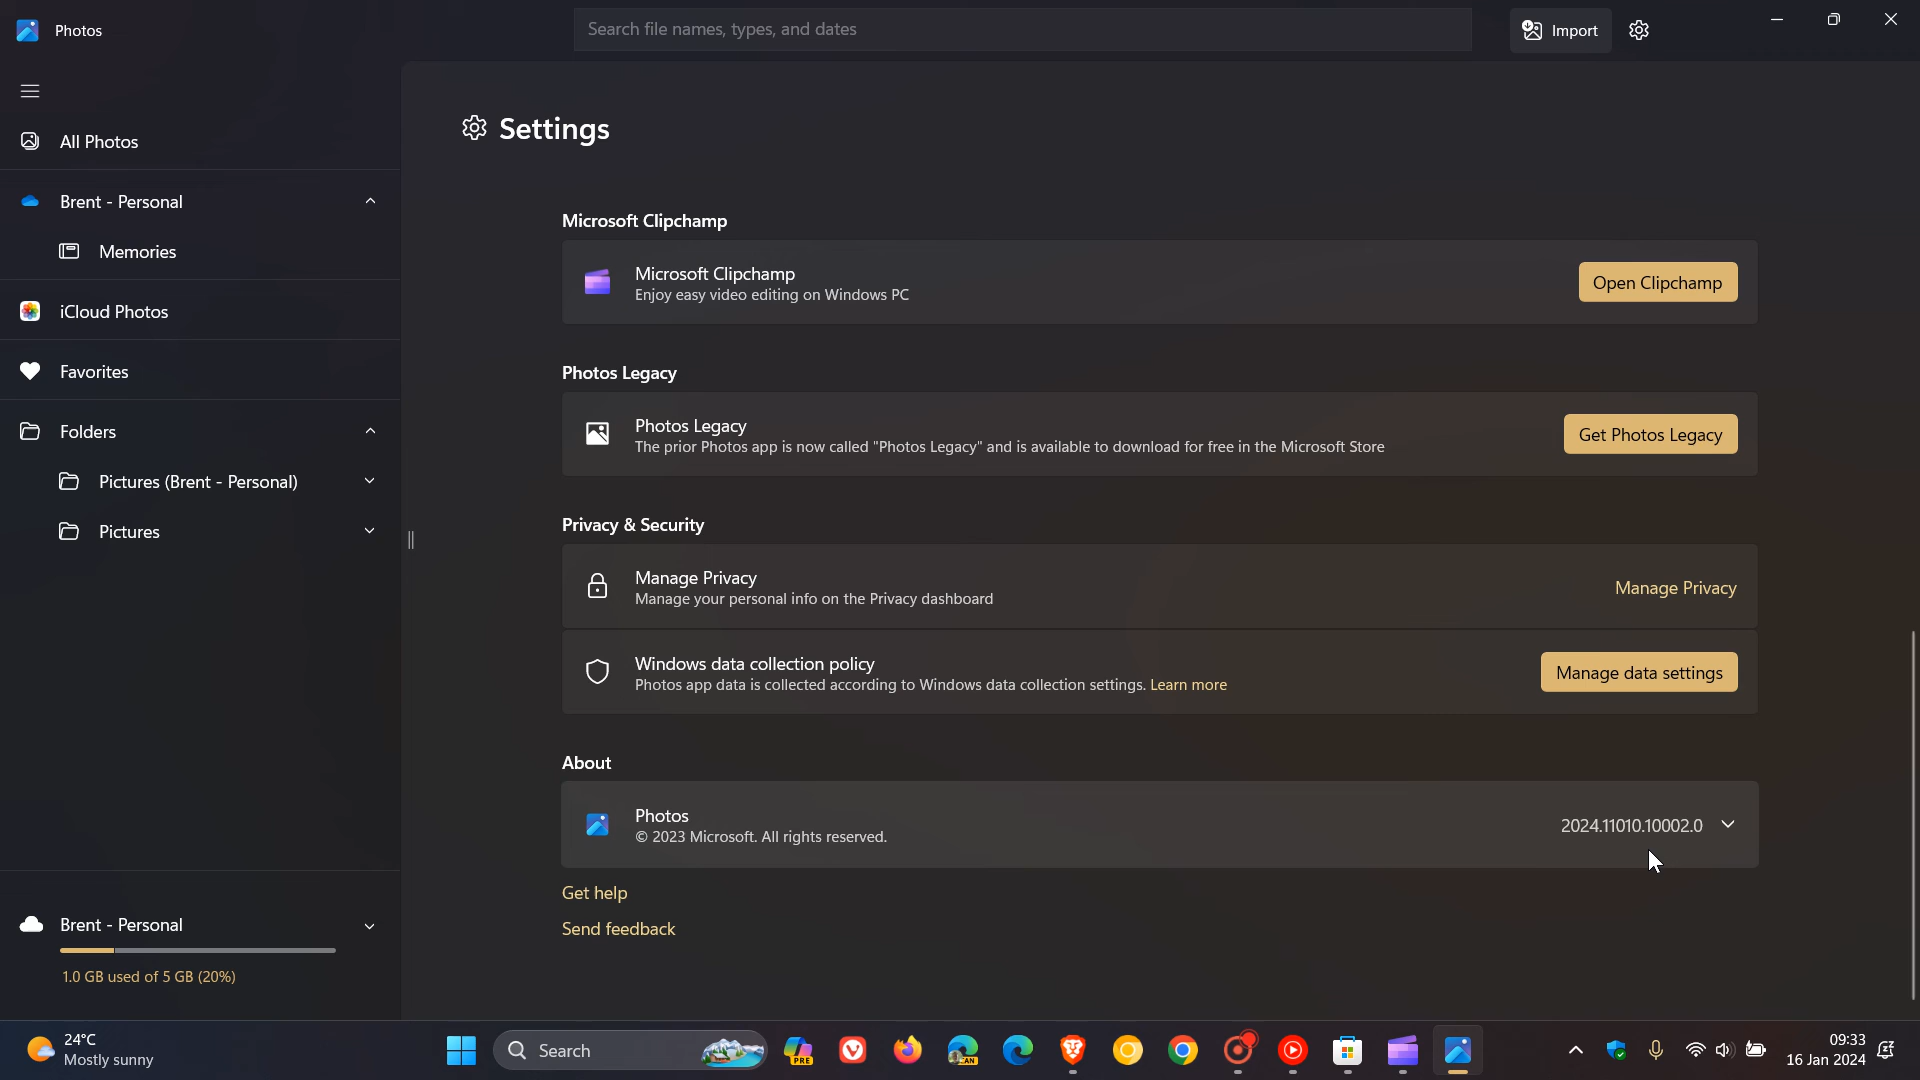 Photos
Search file names, types, and dates
Import
All Photos
Brent - Personal
Memories
iCloud Photos
Favorites
Folders
Pictures (Brent - Personal)
Pictures
Brent - Personal
1.0 GB used of 5 GB (20%)
Settings
Microsoft Clipchamp
Microsoft Clipchamp
Enjoy easy video editing on Windows PC
Open Clipchamp
Photos Legacy
Photos Legacy
The prior Photos app is now called "Photos Legacy" and is available to download for free in the Microsoft Store
Get Photos Legacy
Privacy & Security
Manage Privacy
Manage your personal info on the Privacy dashboard
Manage Privacy
Windows data collection policy
Photos app data is collected according to Windows data collection settings. Learn more
Manage data settings
About
Photos
© 2023 Microsoft. All rights reserved.
2024.11010.10002.0
Get help
Send feedback
24°C
Mostly sunny
Search
PRE
CAN
09:33
16 Jan 2024